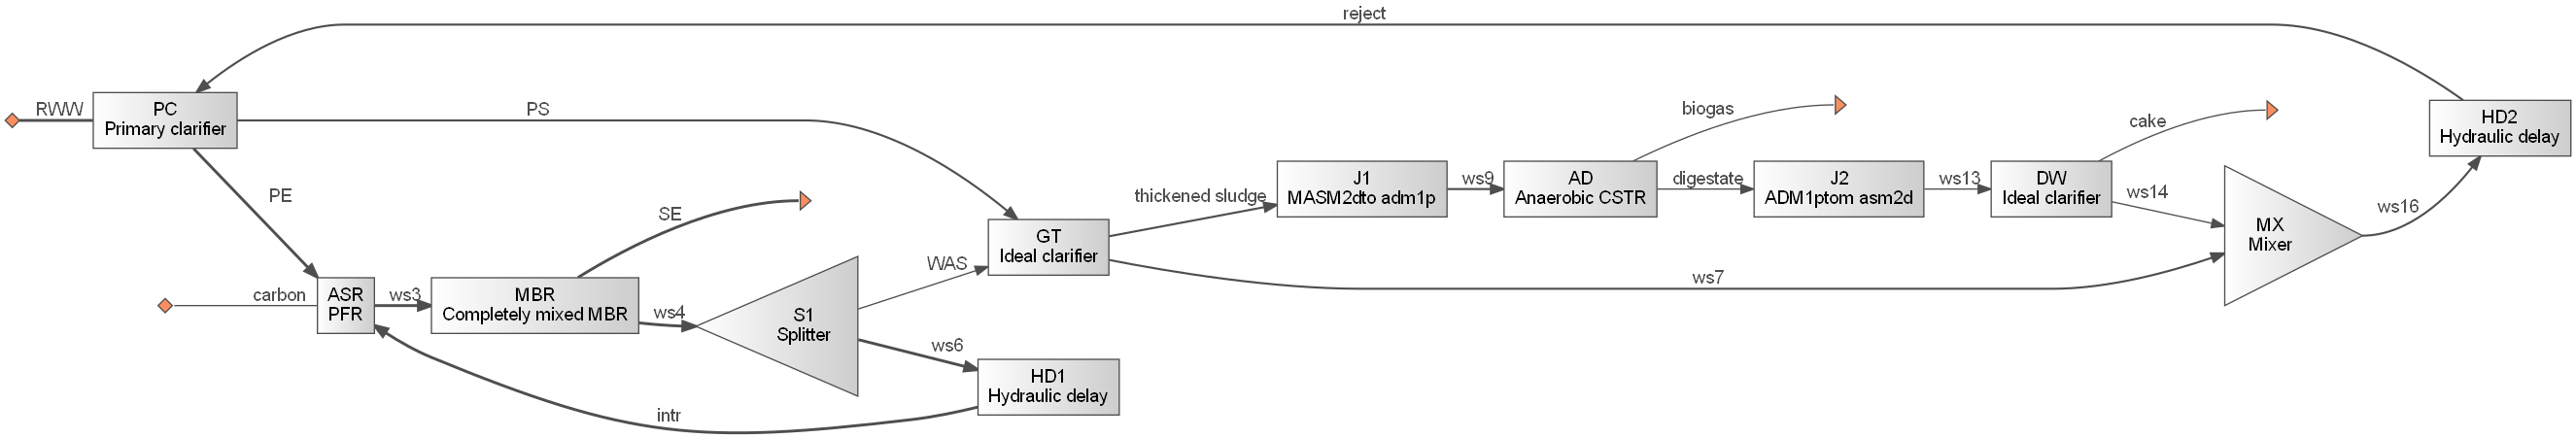 reject
RWW
PC
Primary clarifier
PS
PE
carbon
ASR
PFR
ws3
MBR
Completely mixed MBR
SE
ws4
S1
Splitter
WAS
ws6
HD1
Hydraulic delay
intr
GT
Ideal clarifier
thickened sludge
ws7
J1
MASM2dto adm1p
ws9
AD
Anaerobic CSTR
biogas
digestate
J2
ADM1ptom asm2d
ws13
DW
Ideal clarifier
cake
ws14
MX
Mixer
ws16
HD2
Hydraulic delay